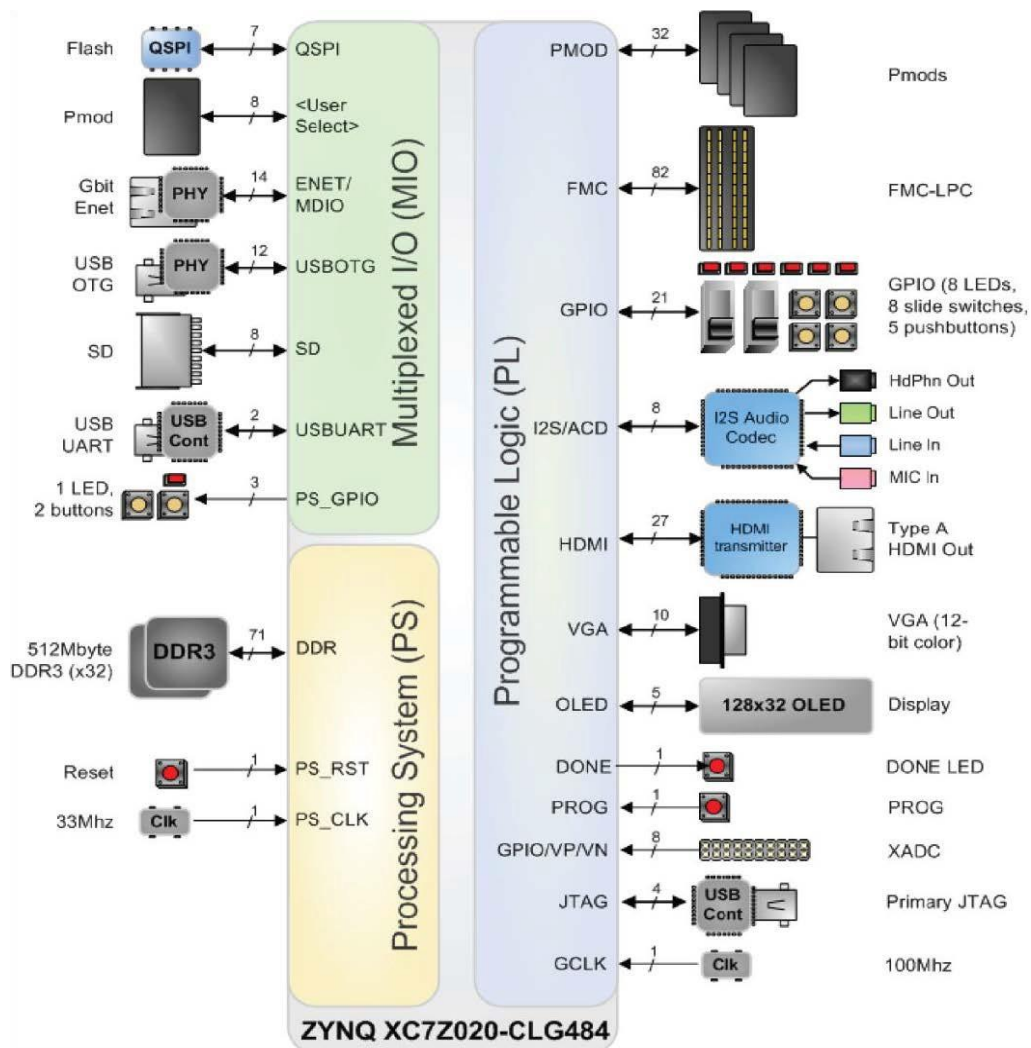 Flash
QSPI
7
QSPI
Pmod
8
<User
Select>
Gbit
Enet
PHY
14
ENET/
MDIO
USB
OTG
PHY
12
USBOTG
SD
8
SD
USB
UART
USB
Cont
2
USBUART
1 LED,
2 buttons
3
PS_GPIO
Multiplexed I/O (MIO)
512Mbyte
DDR3 (x32)
DDR3
71
DDR
Reset
1
PS_RST
33Mhz
Clk
1
PS_CLK
Processing System (PS)
Programmable Logic (PL)
PMOD
32
Pmods
FMC
82
FMC-LPC
GPIO
21
GPIO (8 LEDs,
8 slide switches,
5 pushbuttons)
I2S/ACD
8
I2S Audio
Codec
HdPhn Out
Line Out
Line In
MIC In
HDMI
27
HDMI
transmitter
Type A
HDMI Out
VGA
10
VGA (12-
bit color)
OLED
5
128x32 OLED
Display
DONE
1
DONE LED
PROG
1
PROG
GPIO/VP/VN
8
XADC
JTAG
4
USB
Cont
Primary JTAG
GCLK
1
Clk
100Mhz
ZYNQ XC7Z020-CLG484